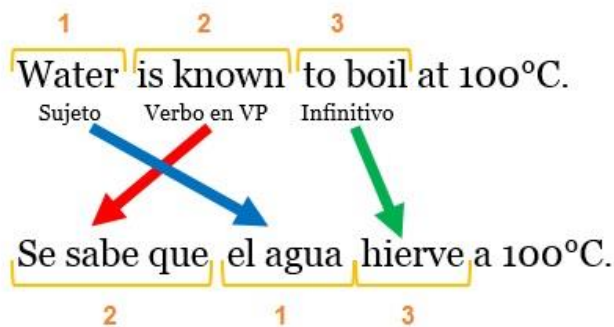 1 2 3
Water is known to boil at 100°C.
Sujeto Verbo en VP Infinitivo
Se sabe que el agua hierve a 100°C.
2 1 3